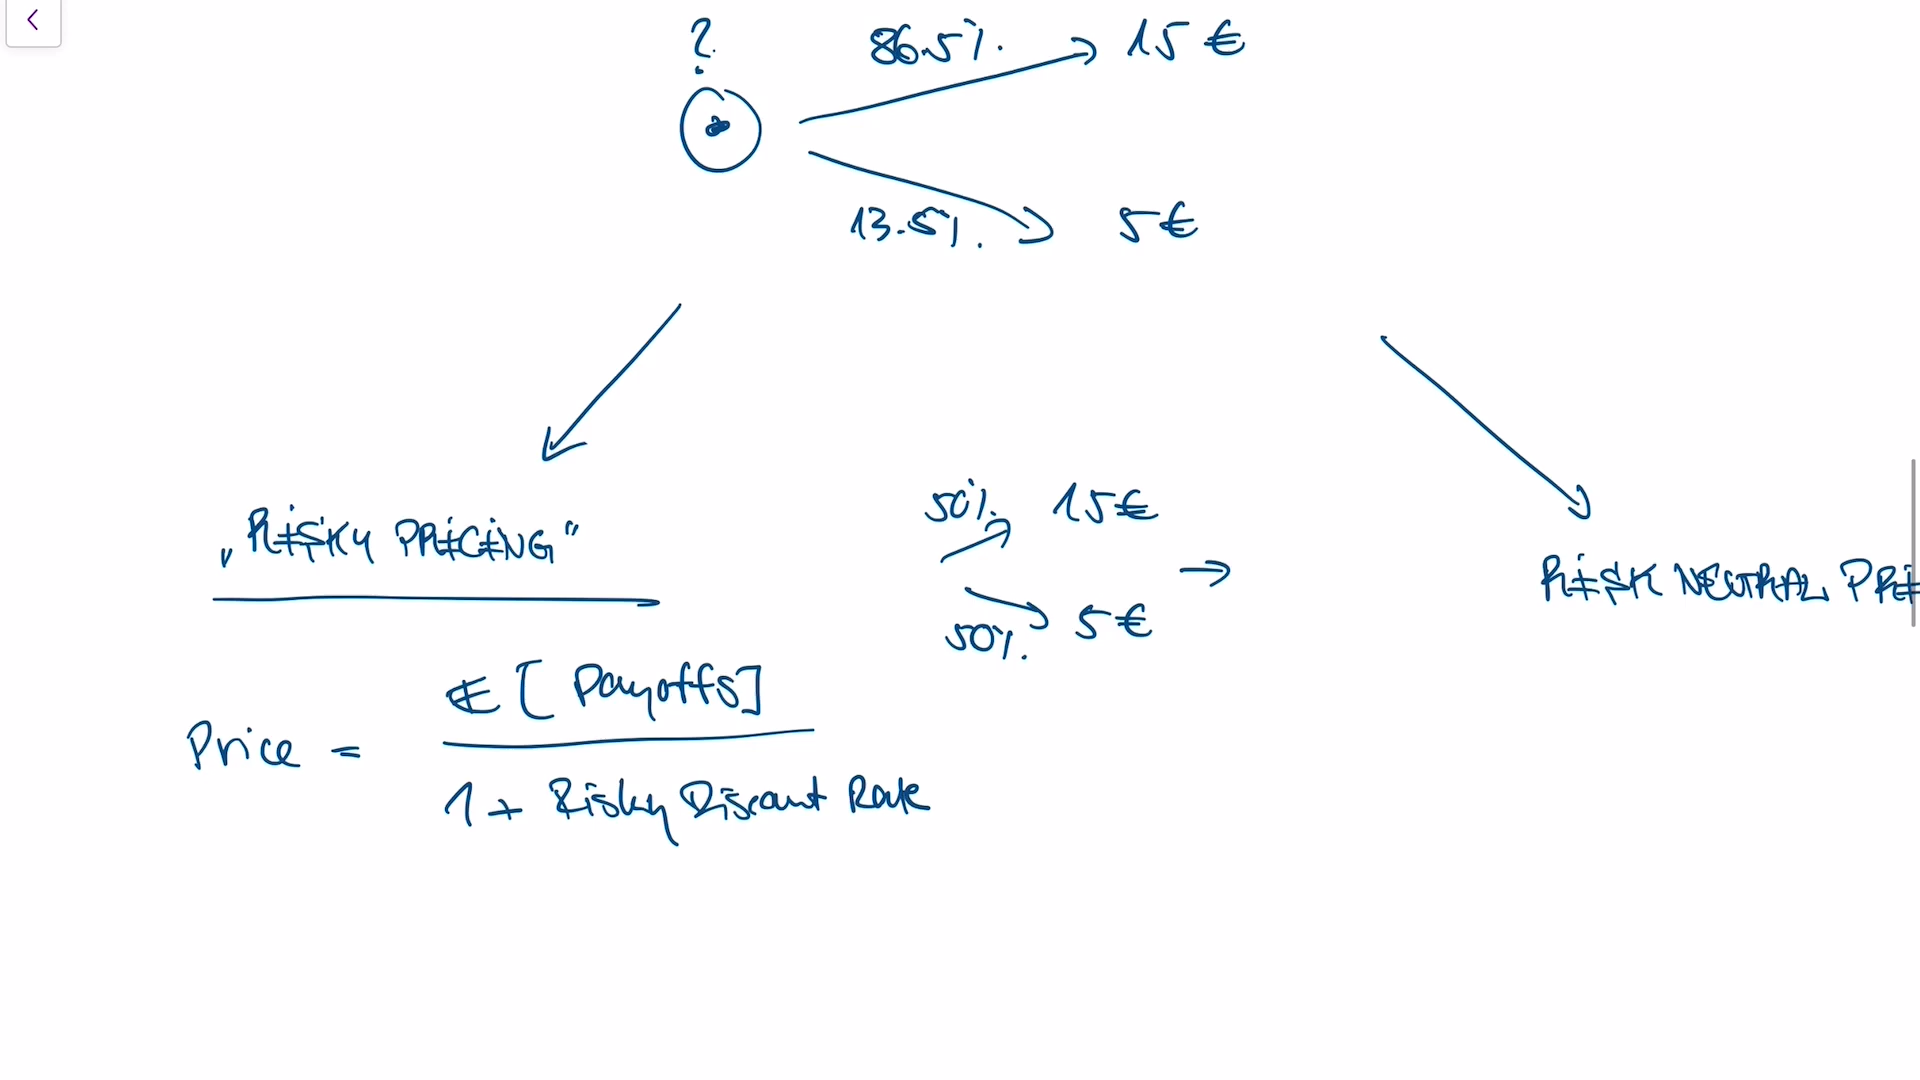 ?
86.5%. 15 €
13.5%. 5€
„RISKY PRICING"
50%. 15€
50%. 5€
RISK NEUTRAL PRI
Price = E [Payoffs]
1 + Risky Discount Rate